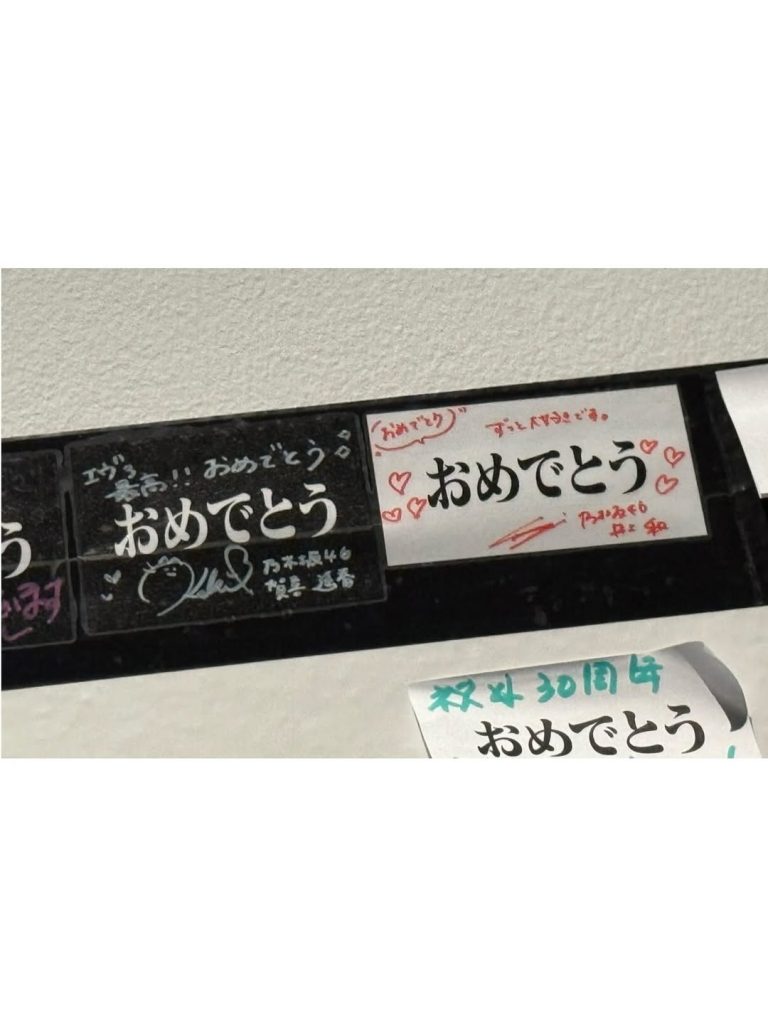 う
います
エヴァ
最高!! おめでとう
おめでとう
乃木坂46
賀喜 遥香
おめでとう
ずっと大好きです。
おめでとう
乃木坂46
井上 和
30周年
おめでとう